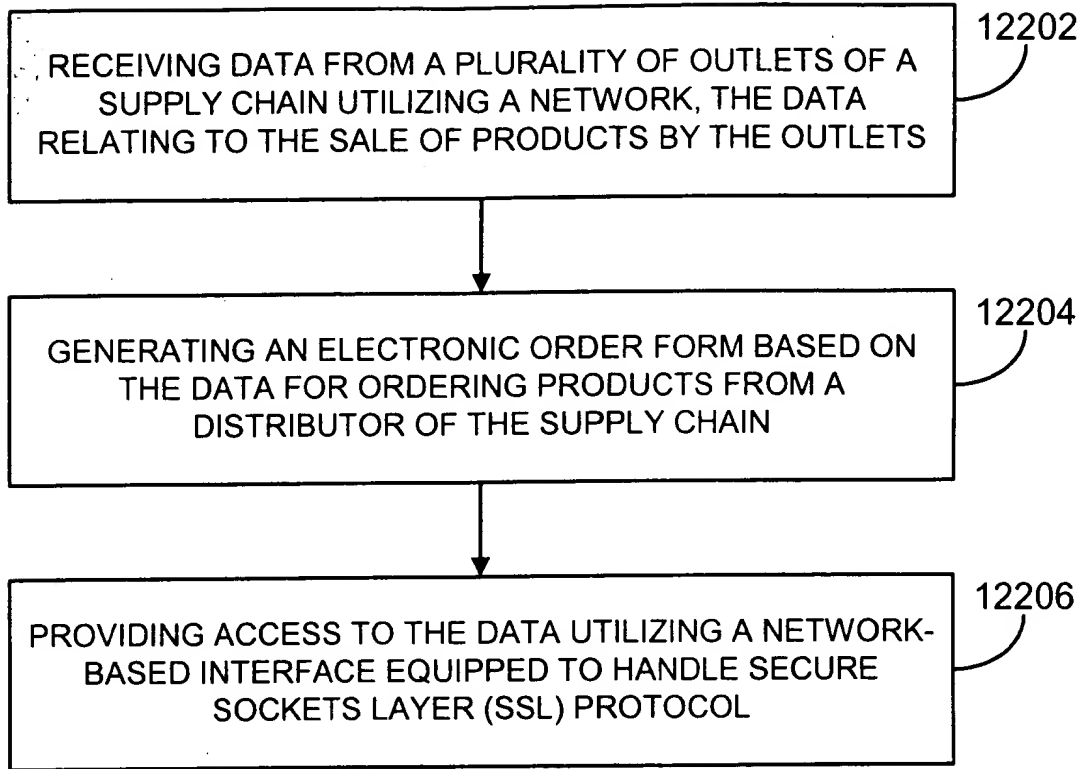 12202
RECEIVING DATA FROM A PLURALITY OF OUTLETS OF A
SUPPLY CHAIN UTILIZING A NETWORK, THE DATA
RELATING TO THE SALE OF PRODUCTS BY THE OUTLETS
12204
GENERATING AN ELECTRONIC ORDER FORM BASED ON
THE DATA FOR ORDERING PRODUCTS FROM A
DISTRIBUTOR OF THE SUPPLY CHAIN
12206
PROVIDING ACCESS TO THE DATA UTILIZING A NETWORK-
BASED INTERFACE EQUIPPED TO HANDLE SECURE
SOCKETS LAYER (SSL) PROTOCOL